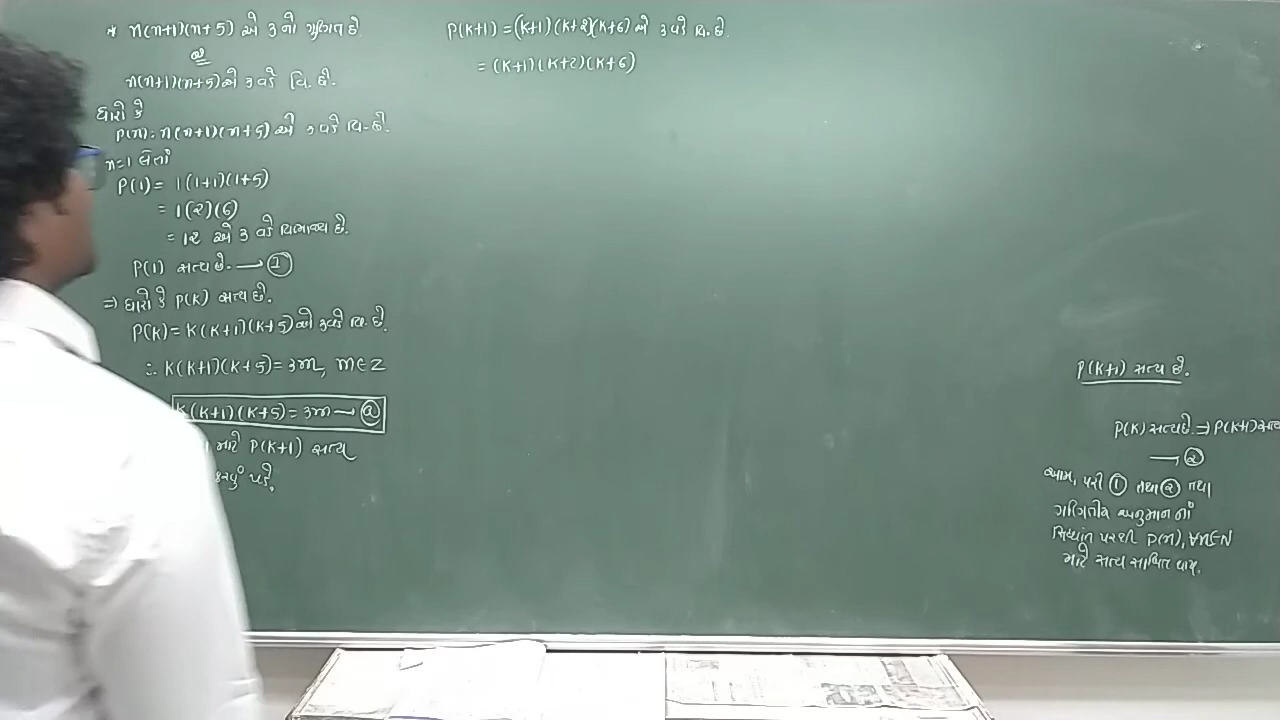 * n(n+1)(n+5) એ 3 નો ગુણિત છે.
n(n+1)(n+5) એ 3 વડે વિ. છે.
ધારો કે
P(n): n(n+1)(n+5) એ 3 વડે વિ. છે.
n=1 લેતાં
P(1) = 1(1+1)(1+5)
= 1(2)(6)
= 12 એ 3 વડે વિભાજ્ય છે.
P(1) સત્ય છે. → ①
⇒ ધારો કે P(K) સત્ય છે.
P(K) = K(K+1)(K+5) એ 3 વડે વિ. છે.
∴ K(K+1)(K+5) = 3m, m∈Z
K(K+1)(K+5) = 3m → ⓐ
માટે P(K+1) સત્ય
કરવું પડે.
P(K+1) = (K+1)(K+2)(K+6) એ 3 વડે વિ. છે.
= (K+1)(K+2)(K+6)
P(K+1) સત્ય છે.
P(K) સત્ય છે ⇒ P(K+1) સત્ય
→ ②
આમ, પરી ① તથા ② તથા
ગણિતીક અનુમાન નાં
સિધ્ધાંત પરથી P(n), ∀n∈N
માટે સત્ય સાબિત થાય.